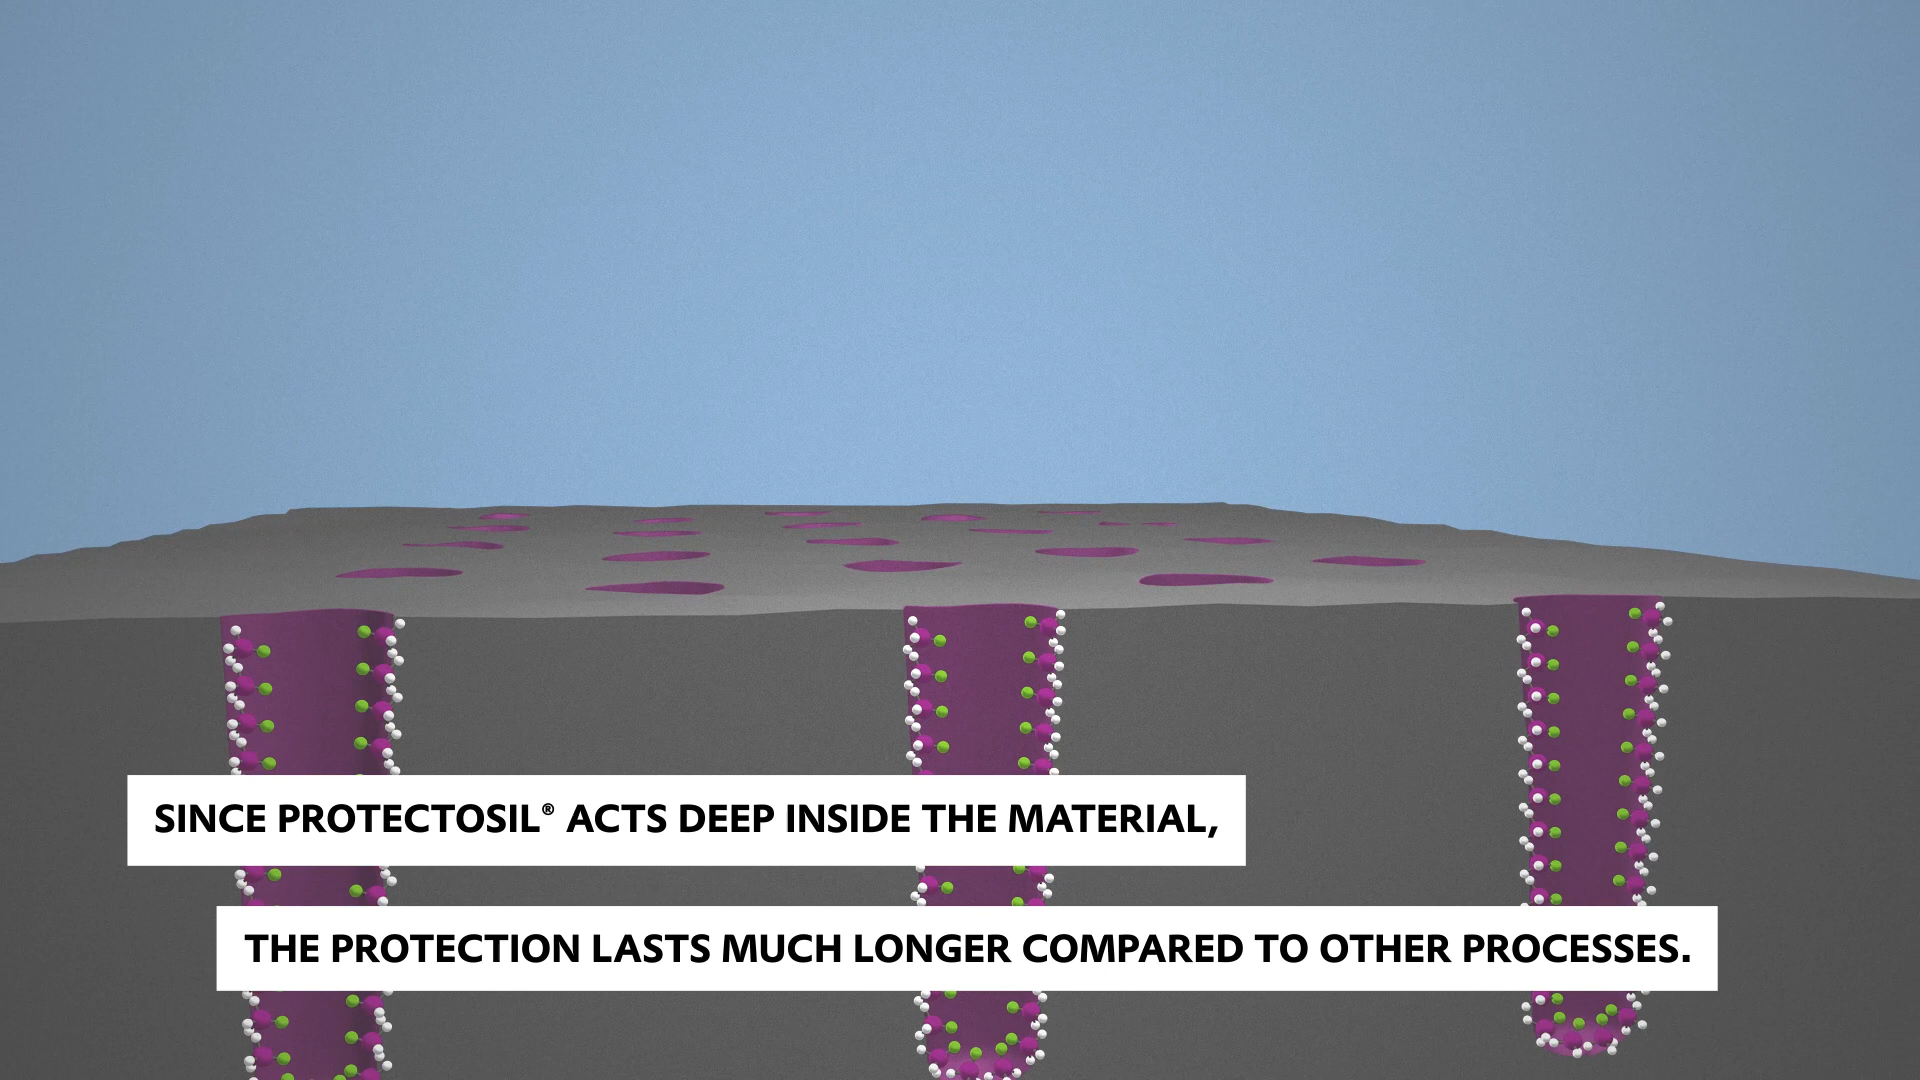 SINCE PROTECTOSIL® ACTS DEEP INSIDE THE MATERIAL,
THE PROTECTION LASTS MUCH LONGER COMPARED TO OTHER PROCESSES.